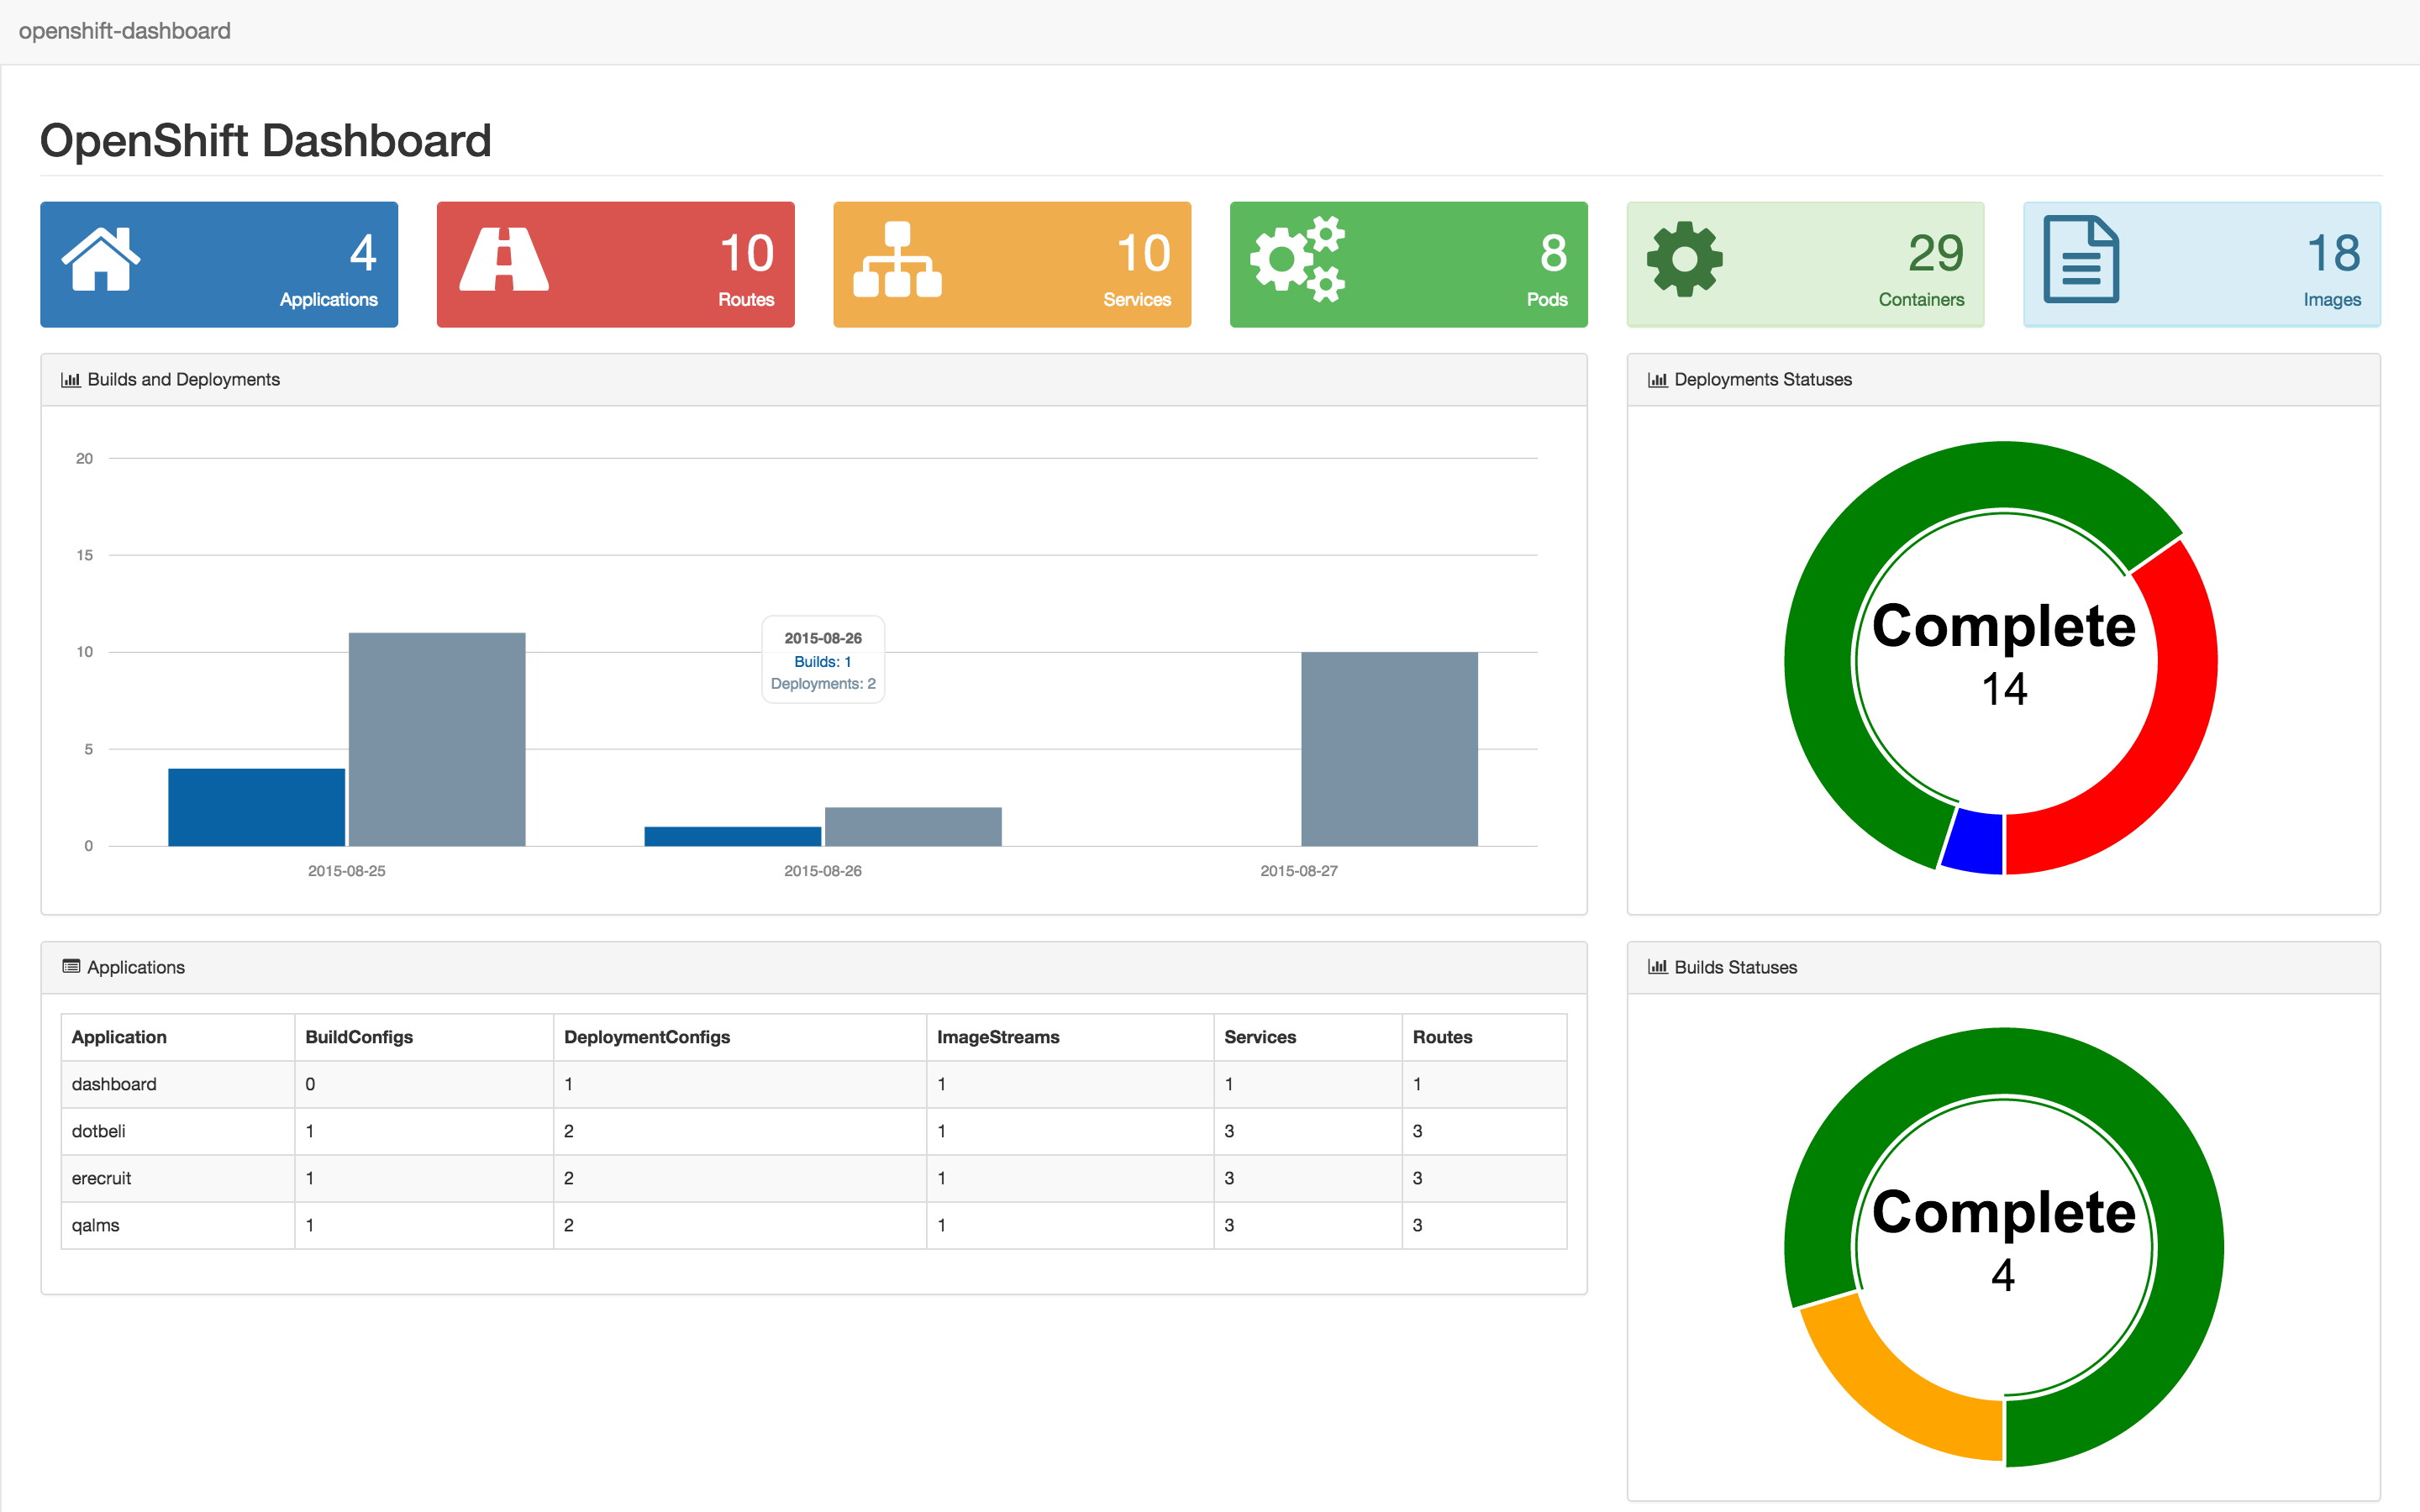 openshift-dashboard
OpenShift Dashboard
4
Applications
10
Routes
10
Services
8
Pods
29
Containers
18
Images
Builds and Deployments
20
15
10
5
0
2015-08-26
Builds: 1
Deployments: 2
2015-08-25
2015-08-26
2015-08-27
Deployments Statuses
Complete
14
Applications
Application BuildConfigs DeploymentConfigs ImageStreams Services Routes
dashboard 0 1 1 1 1
dotbeli 1 2 1 3 3
erecruit 1 2 1 3 3
qalms 1 2 1 3 3
Builds Statuses
Complete
4